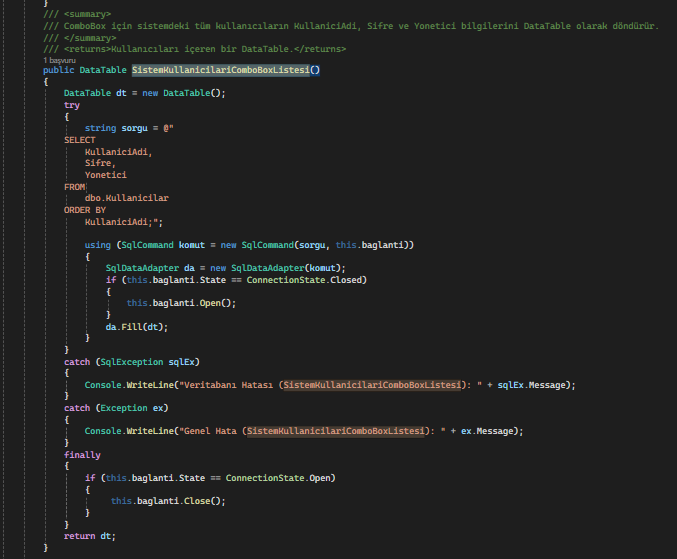 }
/// <summary>
/// ComboBox için sistemdeki tüm kullanıcıların KullaniciAdi, Sifre ve Yonetici bilgilerini DataTable olarak döndürür.
/// </summary>
/// <returns>Kullanıcıları içeren bir DataTable.</returns>
1 başvuru
public DataTable SistemKullanicilariComboBoxListesi()
{
DataTable dt = new DataTable();
try
{
string sorgu = @"
SELECT
KullaniciAdi,
Sifre,
Yonetici
FROM
dbo.Kullanicilar
ORDER BY
KullaniciAdi;";
using (SqlCommand komut = new SqlCommand(sorgu, this.baglanti))
{
SqlDataAdapter da = new SqlDataAdapter(komut);
if (this.baglanti.State == ConnectionState.Closed)
{
this.baglanti.Open();
}
da.Fill(dt);
}
}
catch (SqlException sqlEx)
{
Console.WriteLine("Veritabanı Hatası (SistemKullanicilariComboBoxListesi): " + sqlEx.Message);
}
catch (Exception ex)
{
Console.WriteLine("Genel Hata (SistemKullanicilariComboBoxListesi): " + ex.Message);
}
finally
{
if (this.baglanti.State == ConnectionState.Open)
{
this.baglanti.Close();
}
}
return dt;
}